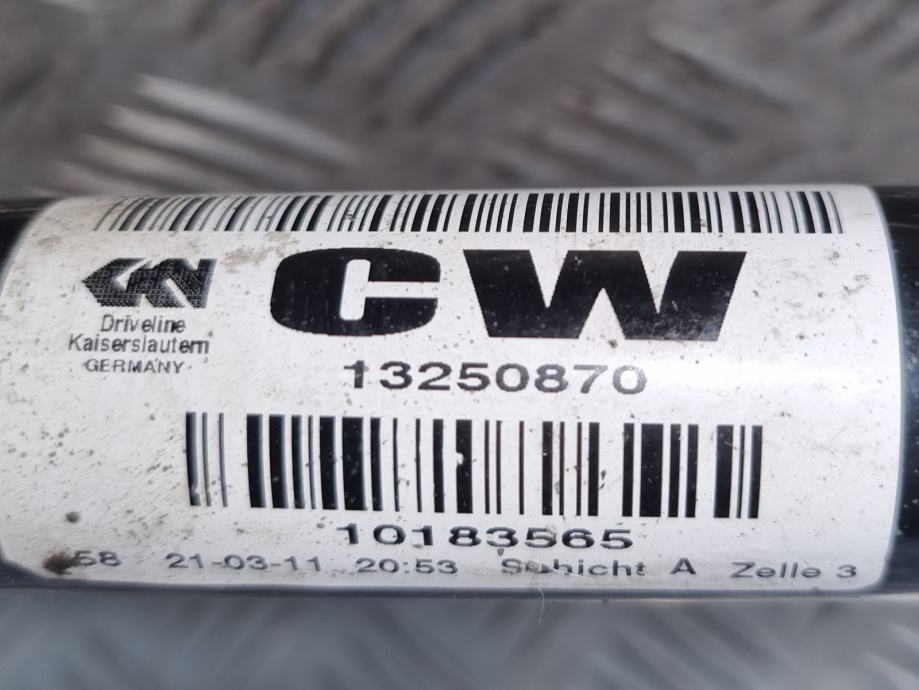 GKN
CW
Driveline
Kaiserslautern
GERMANY
13250870
10183565
58 21-03-11 20:53 Schicht A Zelle 3